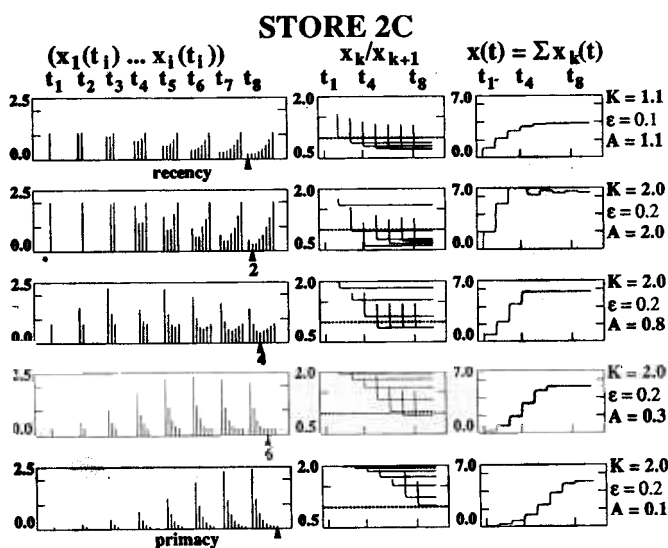 STORE 2C
(x1(ti) ... xi(ti)) xk/xk+1 x(t) = Σxk(t)
t1 t2 t3 t4 t5 t6 t7 t8 t1 t4 t8 t1 t4 t8
2.5 2.0 7.0 K = 1.1
ε = 0.1
0.0 0.5 0.0 A = 1.1
recency
2.5 2.0 7.0 K = 2.0
ε = 0.2
0.0 0.5 0.0 A = 2.0
2
2.5 2.0 7.0 K = 2.0
ε = 0.2
0.0 0.5 0.0 A = 0.8
4
2.5 2.0 7.0 K = 2.0
ε = 0.2
0.0 0.5 0.0 A = 0.3
6
2.5 2.0 7.0 K = 2.0
ε = 0.2
0.0 0.5 0.0 A = 0.1
primacy